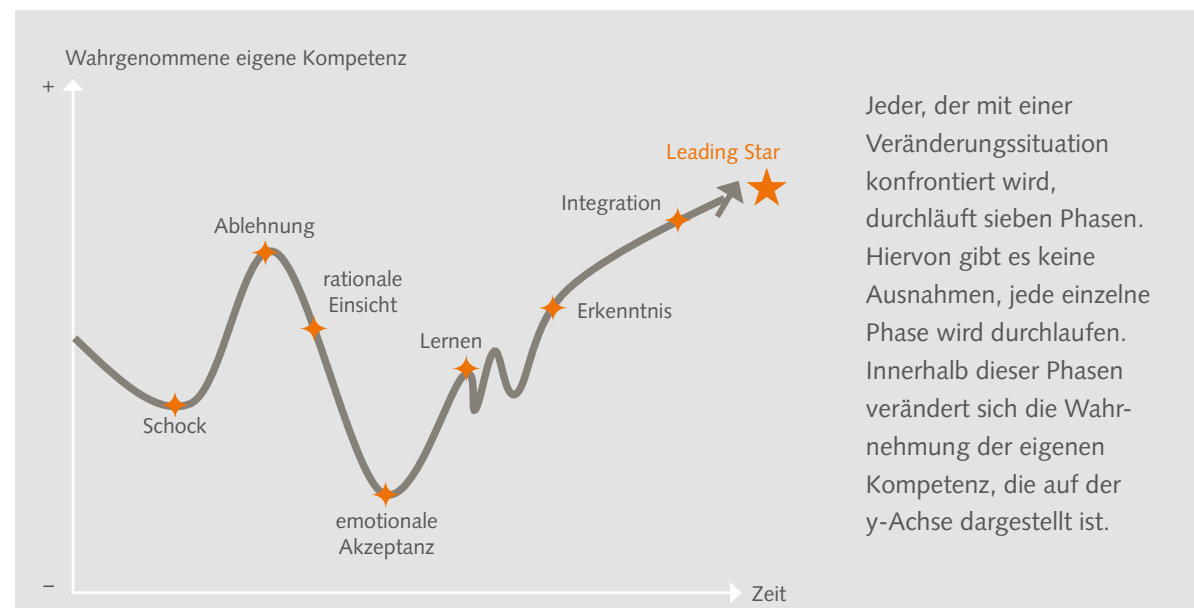 Wahrgenommene eigene Kompetenz
+
Leading Star
Integration
Ablehnung
rationale
Einsicht
Erkenntnis
Lernen
Schock
emotionale
Akzeptanz
–
Zeit
Jeder, der mit einer
Veränderungssituation
konfrontiert wird,
durchläuft sieben Phasen.
Hiervon gibt es keine
Ausnahmen, jede einzelne
Phase wird durchlaufen.
Innerhalb dieser Phasen
verändert sich die Wahr-
nehmung der eigenen
Kompetenz, die auf der
y-Achse dargestellt ist.